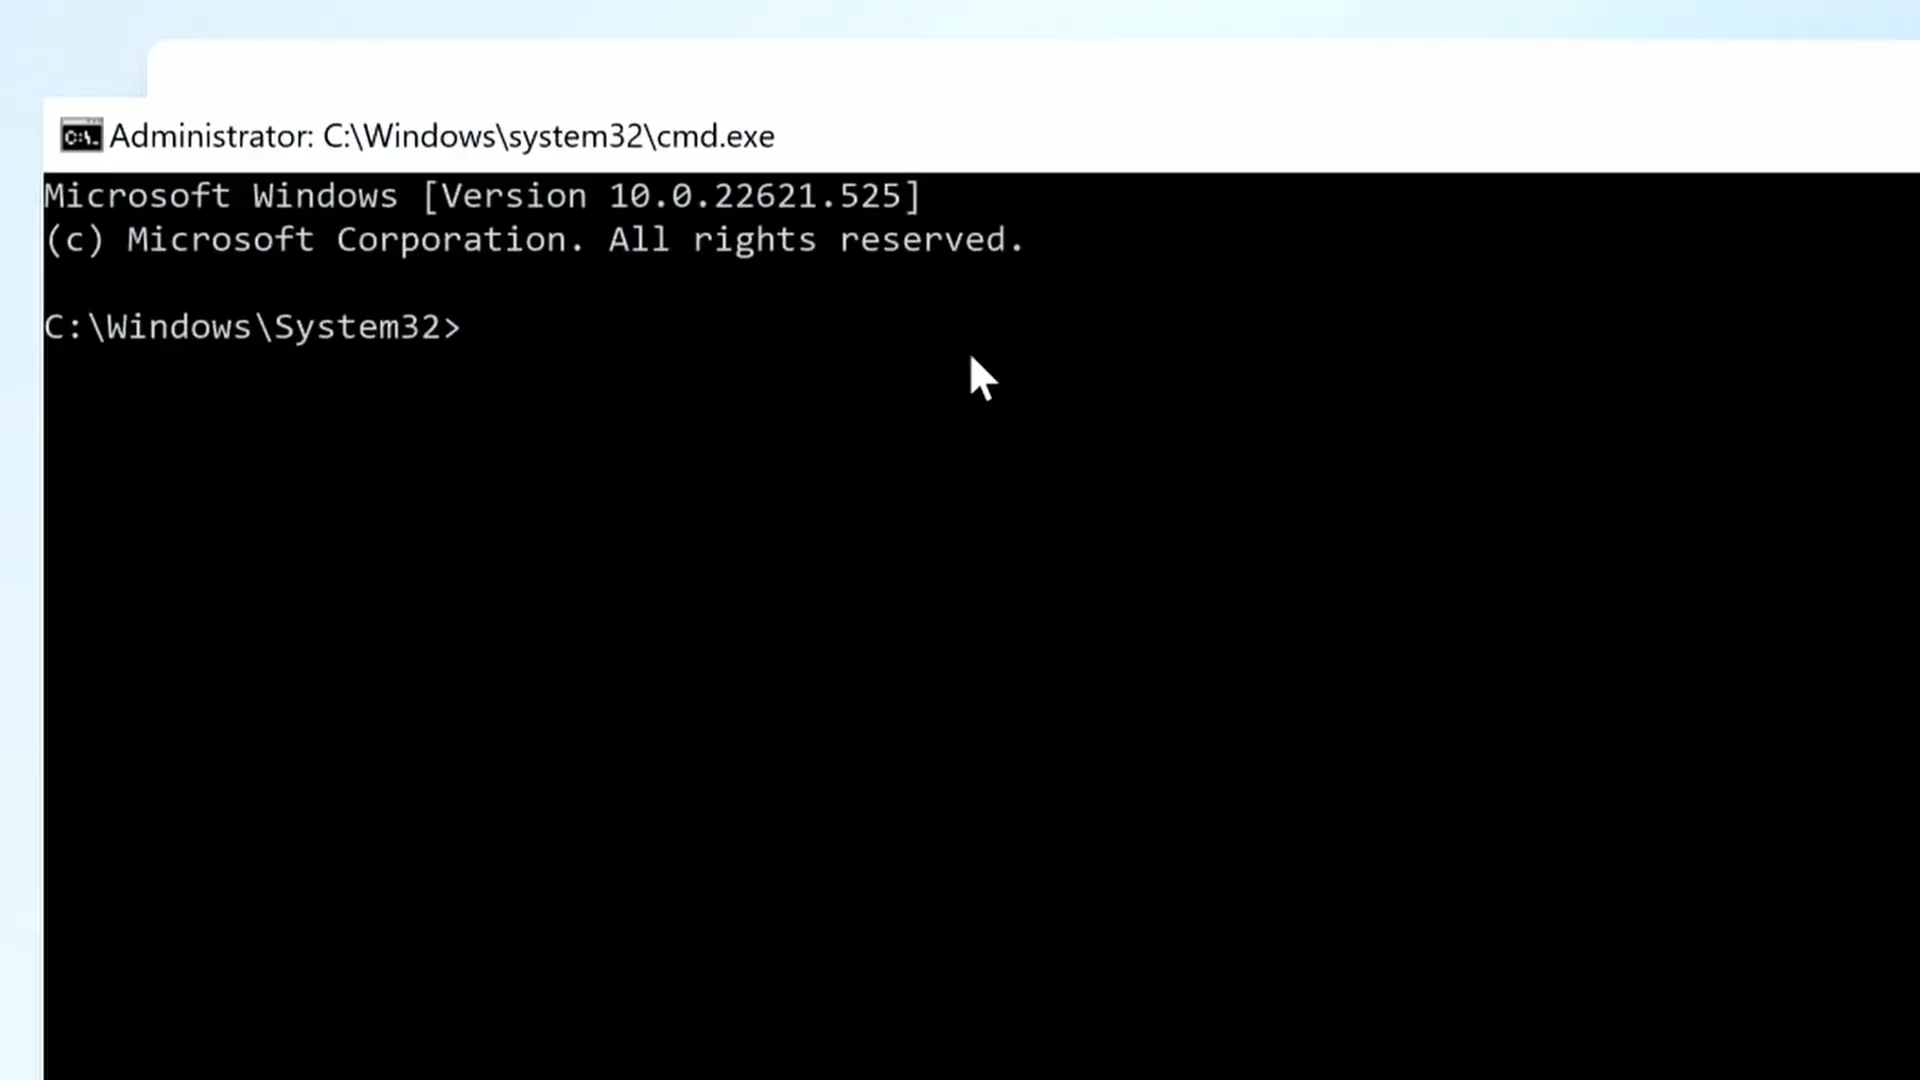 Administrator: C:\Windows\system32\cmd.exe
Microsoft Windows [Version 10.0.22621.525]
(c) Microsoft Corporation. All rights reserved.
C:\Windows\System32>